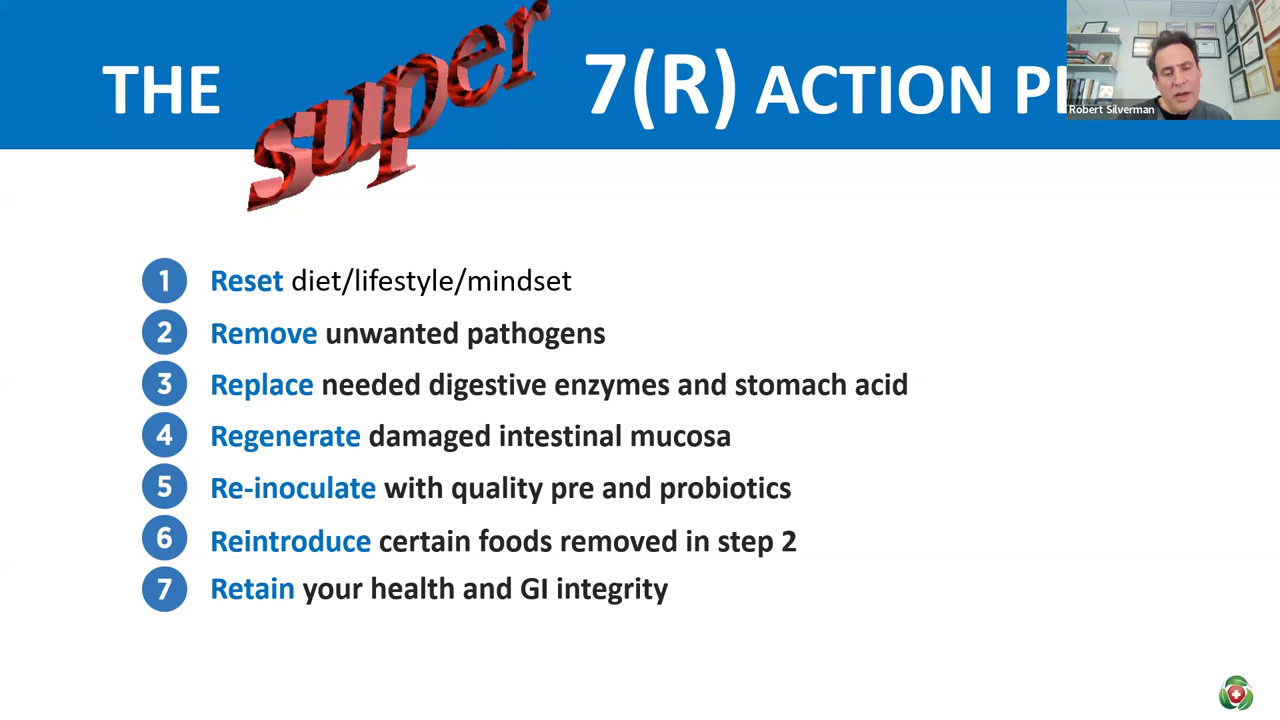 THE super 7(R) ACTION PL
Robert Silverman
1 Reset diet/lifestyle/mindset
2 Remove unwanted pathogens
3 Replace needed digestive enzymes and stomach acid
4 Regenerate damaged intestinal mucosa
5 Re-inoculate with quality pre and probiotics
6 Reintroduce certain foods removed in step 2
7 Retain your health and GI integrity